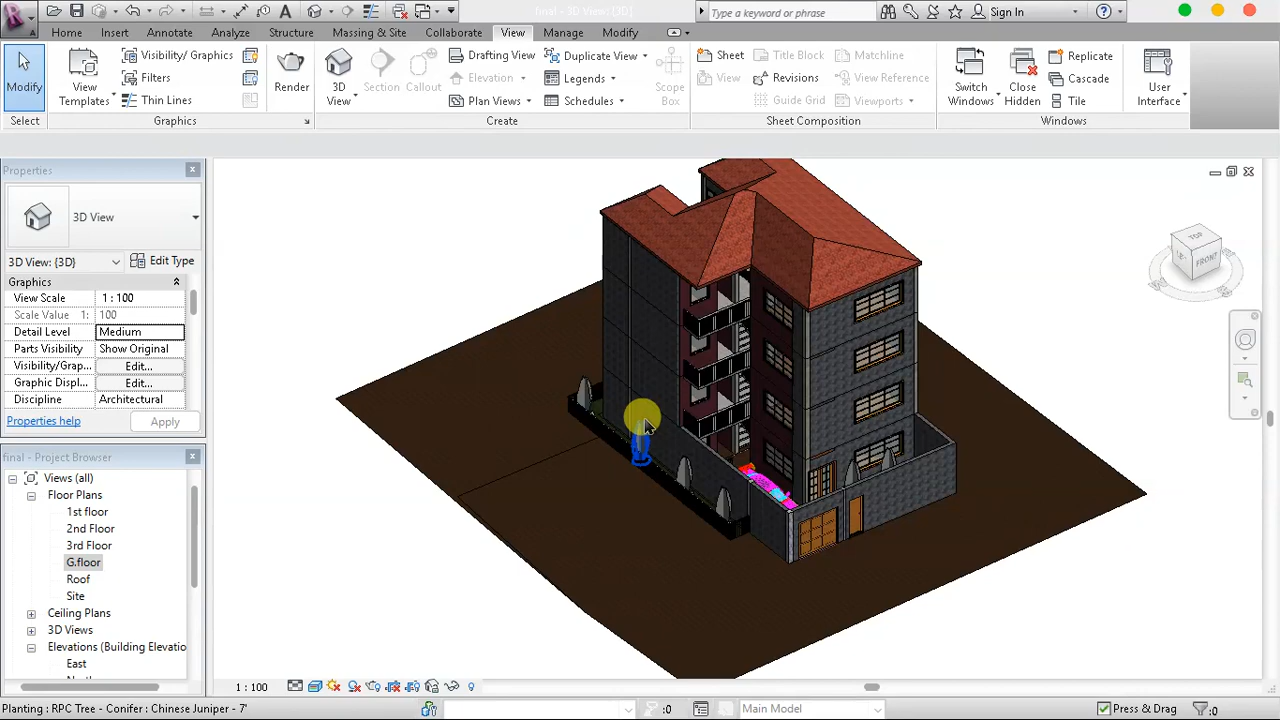 final - 3D View: {3D}
Type a keyword or phrase
Sign In
Home Insert Annotate Analyze Structure Massing & Site Collaborate View Manage Modify
Modify
View
Templates
Visibility/ Graphics
Filters
Thin Lines
Render
3D
View
Section
Callout
Drafting View
Elevation
Plan Views
Duplicate View
Legends
Schedules
Scope
Box
Sheet
View
Title Block
Revisions
Guide Grid
Matchline
View Reference
Viewports
Switch
Windows
Close
Hidden
Replicate
Cascade
Tile
User
Interface
Select Graphics Create Sheet Composition Windows
Properties
3D View
3D View: {3D}
Edit Type
Graphics
View Scale 1 : 100
Scale Value 1: 100
Detail Level Medium
Parts Visibility Show Original
Visibility/Grap... Edit...
Graphic Displ... Edit...
Discipline Architectural
Properties help
Apply
final - Project Browser
Views (all)
Floor Plans
1st floor
2nd Floor
3rd Floor
G.floor
Roof
Site
Ceiling Plans
3D Views
Elevations (Building Elevatio
East
TOP
FRONT
1 : 100
Planting : RPC Tree - Conifer : Chinese Juniper - 7'
:0
Main Model
Press & Drag
:0